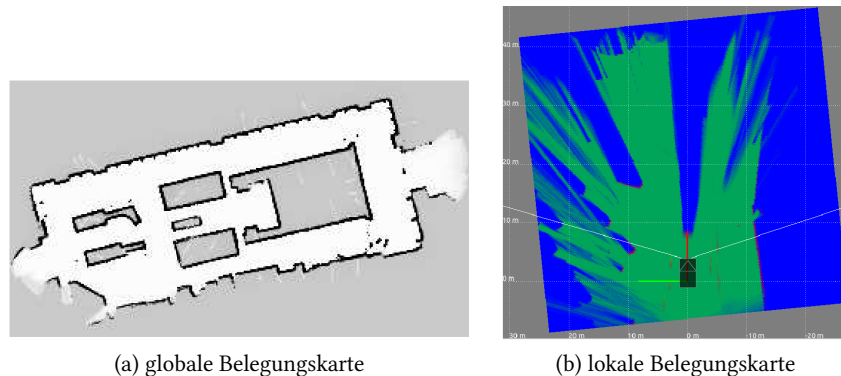 40 m
30 m
20 m
10 m
0 m
30 m
20 m
10 m
0 m
-10 m
-20 m
(a) globale Belegungskarte
(b) lokale Belegungskarte